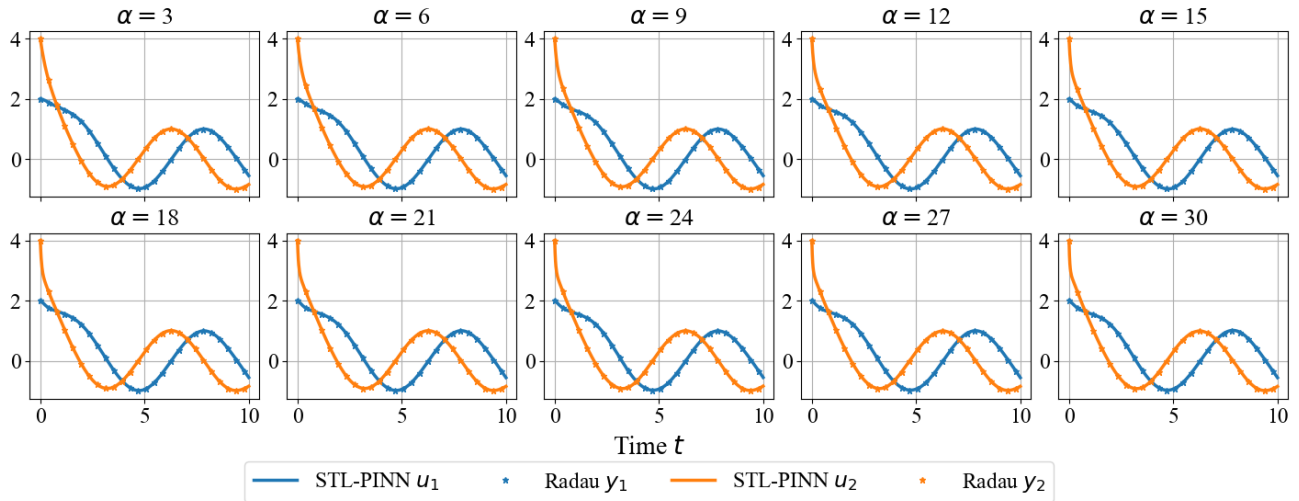 α = 3 α = 6 α = 9 α = 12 α = 15
4
2
0
α = 18 α = 21 α = 24 α = 27 α = 30
4
2
0
0 5 10 0 5 10 0 5 10 0 5 10 0 5 10
Time t
STL-PINN u₁ Radau y₁ STL-PINN u₂ Radau y₂